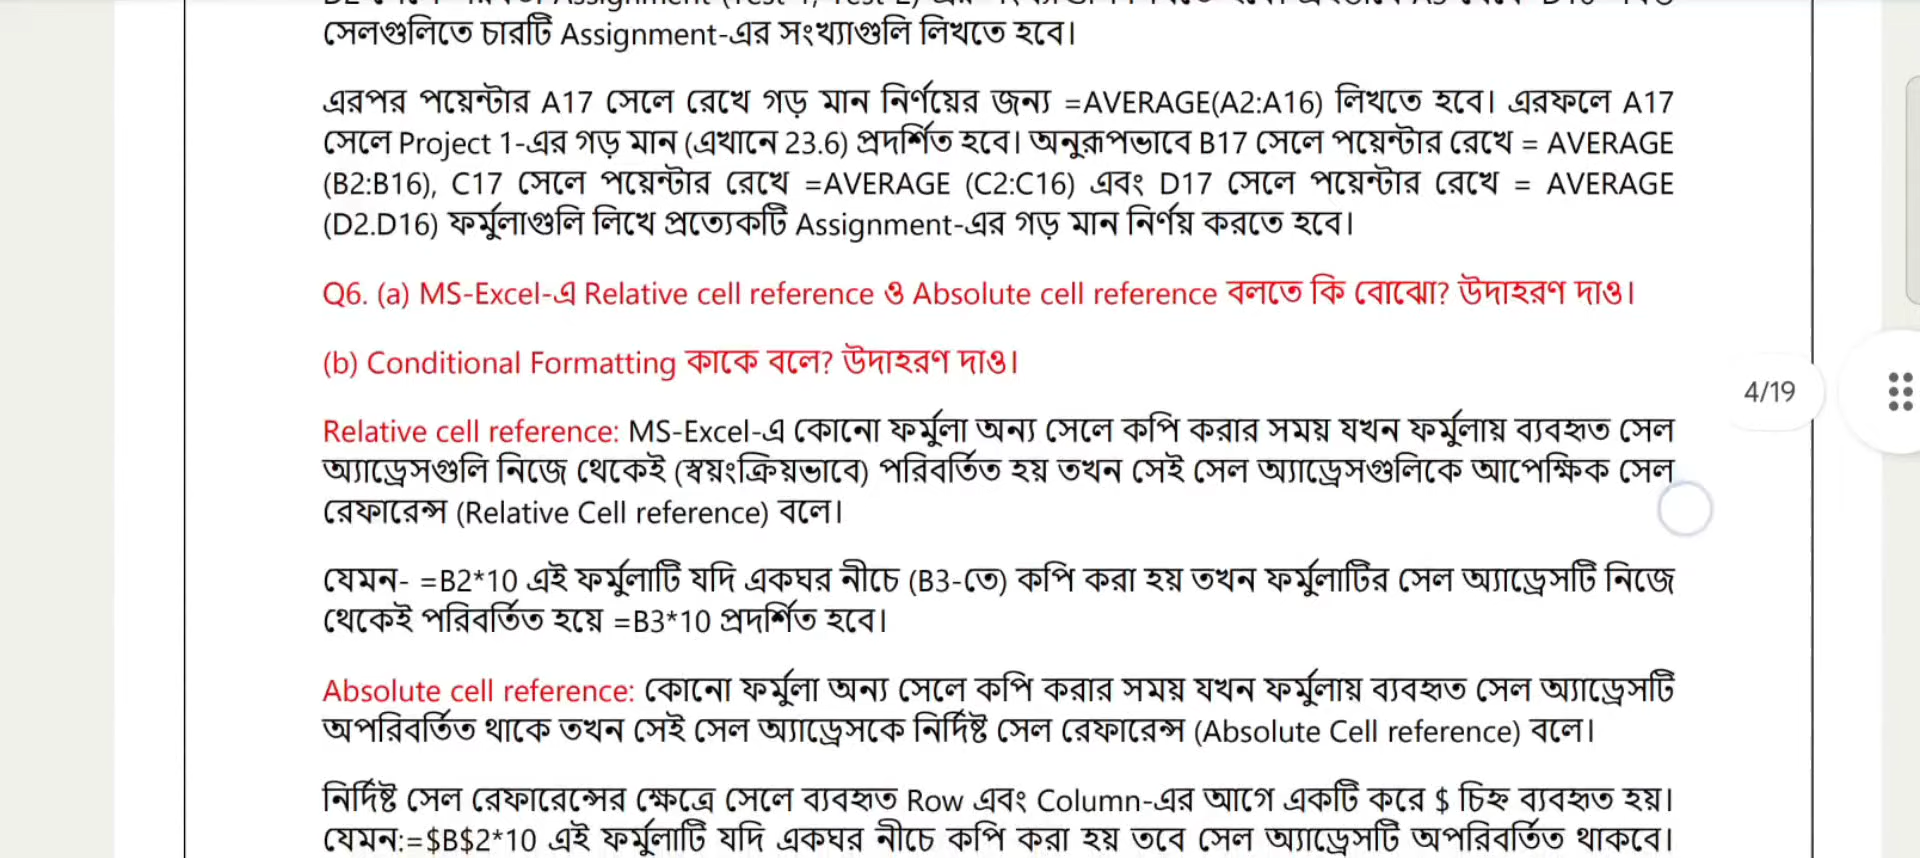 সেলগুলিতে চারটি Assignment-এর সংখ্যাগুলি লিখতে হবে।
এরপর পয়েন্টার A17 সেলে রেখে গড় মান নির্ণয়ের জন্য =AVERAGE(A2:A16) লিখতে হবে। এরফলে A17
সেলে Project 1-এর গড় মান (এখানে 23.6) প্রদর্শিত হবে। অনুরূপভাবে B17 সেলে পয়েন্টার রেখে = AVERAGE
(B2:B16), C17 সেলে পয়েন্টার রেখে =AVERAGE (C2:C16) এবং D17 সেলে পয়েন্টার রেখে = AVERAGE
(D2.D16) ফর্মুলাগুলি লিখে প্রত্যেকটি Assignment-এর গড় মান নির্ণয় করতে হবে।
Q6. (a) MS-Excel-এ Relative cell reference ও Absolute cell reference বলতে কি বোঝো? উদাহরণ দাও।
(b) Conditional Formatting কাকে বলে? উদাহরণ দাও।
4/19
Relative cell reference: MS-Excel-এ কোনো ফর্মুলা অন্য সেলে কপি করার সময় যখন ফর্মুলায় ব্যবহৃত সেল
অ্যাড্রেসগুলি নিজে থেকেই (স্বয়ংক্রিয়ভাবে) পরিবর্তিত হয় তখন সেই সেল অ্যাড্রেসগুলিকে আপেক্ষিক সেল
রেফারেন্স (Relative Cell reference) বলে।
যেমন- =B2*10 এই ফর্মুলাটি যদি একঘর নীচে (B3-তে) কপি করা হয় তখন ফর্মুলাটির সেল অ্যাড্রেসটি নিজে
থেকেই পরিবর্তিত হয়ে =B3*10 প্রদর্শিত হবে।
Absolute cell reference: কোনো ফর্মুলা অন্য সেলে কপি করার সময় যখন ফর্মুলায় ব্যবহৃত সেল অ্যাড্রেসটি
অপরিবর্তিত থাকে তখন সেই সেল অ্যাড্রেসকে নির্দিষ্ট সেল রেফারেন্স (Absolute Cell reference) বলে।
নির্দিষ্ট সেল রেফারেন্সের ক্ষেত্রে সেলে ব্যবহৃত Row এবং Column-এর আগে একটি করে $ চিহ্ন ব্যবহৃত হয়।
যেমন:=$B$2*10 এই ফর্মুলাটি যদি একঘর নীচে কপি করা হয় তবে সেল অ্যাড্রেসটি অপরিবর্তিত থাকবে।